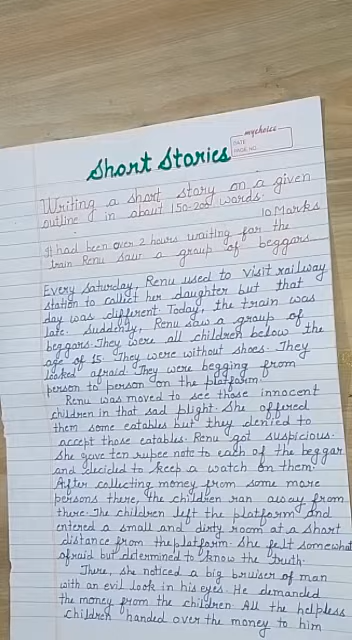 mychoice
DATE
PAGE NO.
Short Stories
Writing a short story on a given
outline in about 150-200 words.
10 Marks
It had been over 2 hours waiting for the
train Renu saw a group of beggars
Every Saturday, Renu used to visit railway
station to collect her daughter but that
day was different. Today, the train was
late. suddenly, Renu saw a group of
beggars. They were all children below the
age of 15. They were without shoes. They
looked afraid. They were begging from
person to person on the platform.
Renu was moved to see those innocent
children in that sad plight. She offered
them some eatables but they denied to
accept those eatables. Renu got suspicious.
She gave ten rupee note to each of the beggar
and decided to keep a watch on them.
After collecting money from some more
persons there, the children ran away from
there. The children left the platform and
entered a small and dirty room at a short
distance from the platform. She felt somewhat
afraid but determined to know the truth.
There, she noticed a big bruiser of man
with an evil look in his eyes. He demanded
the money from the children. All the helpless
children handed over the money to him